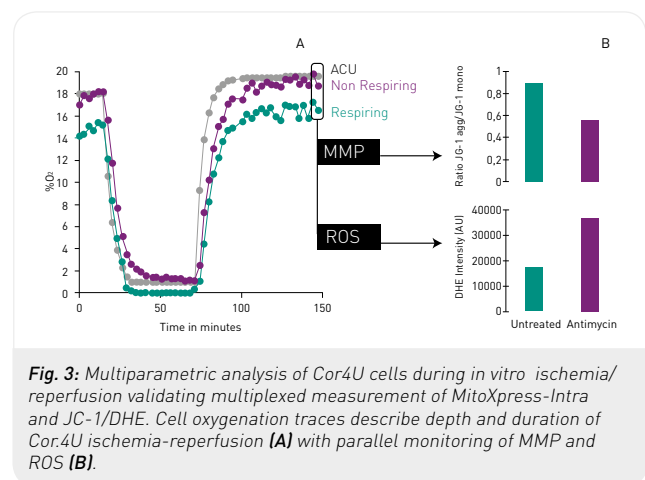 A
B
20
18
16
14
12
10
8
6
4
2
0
%O₂
0
50
100
150
Time in minutes
ACU
Non Respiring
Respiring
MMP
ROS
Ratio JG-1 agg/JG-1 mono
1
0,8
0,6
0,4
0,2
0
DHE Intensity (AU)
40000
30000
20000
10000
0
Untreated
Antimycin
Fig. 3: Multiparametric analysis of Cor4U cells during in vitro ischemia/
reperfusion validating multiplexed measurement of MitoXpress-Intra
and JC-1/DHE. Cell oxygenation traces describe depth and duration of
Cor.4U ischemia-reperfusion (A) with parallel monitoring of MMP and
ROS (B).